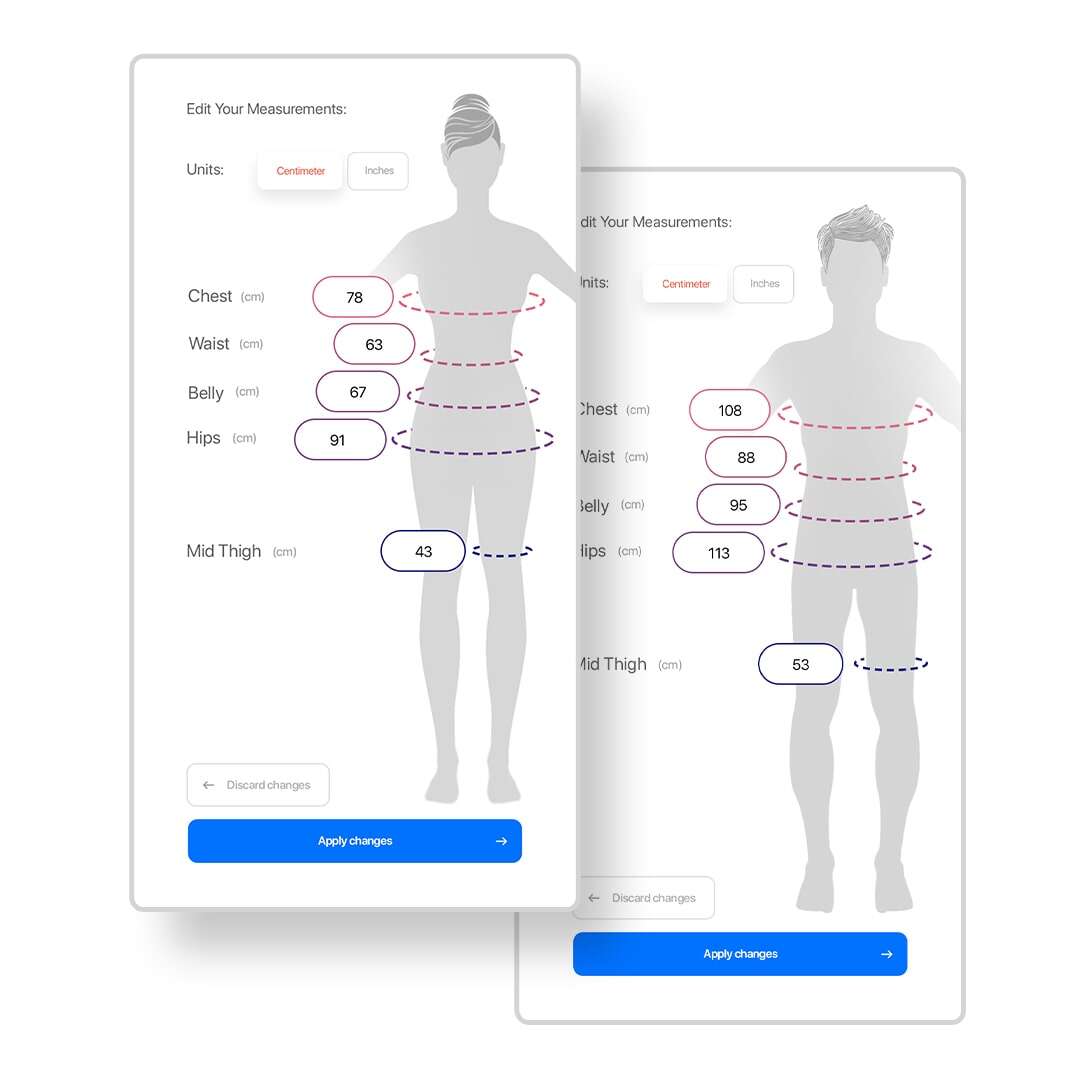 Edit Your Measurements:
Units: Centimeter Inches
Chest (cm) 78
Waist (cm) 63
Belly (cm) 67
Hips (cm) 91
Mid Thigh (cm) 43
← Discard changes
Apply changes →
dit Your Measurements:
nits: Centimeter Inches
Chest (cm) 108
Waist (cm) 88
Belly (cm) 95
Hips (cm) 113
Mid Thigh (cm) 53
← Discard changes
Apply changes →